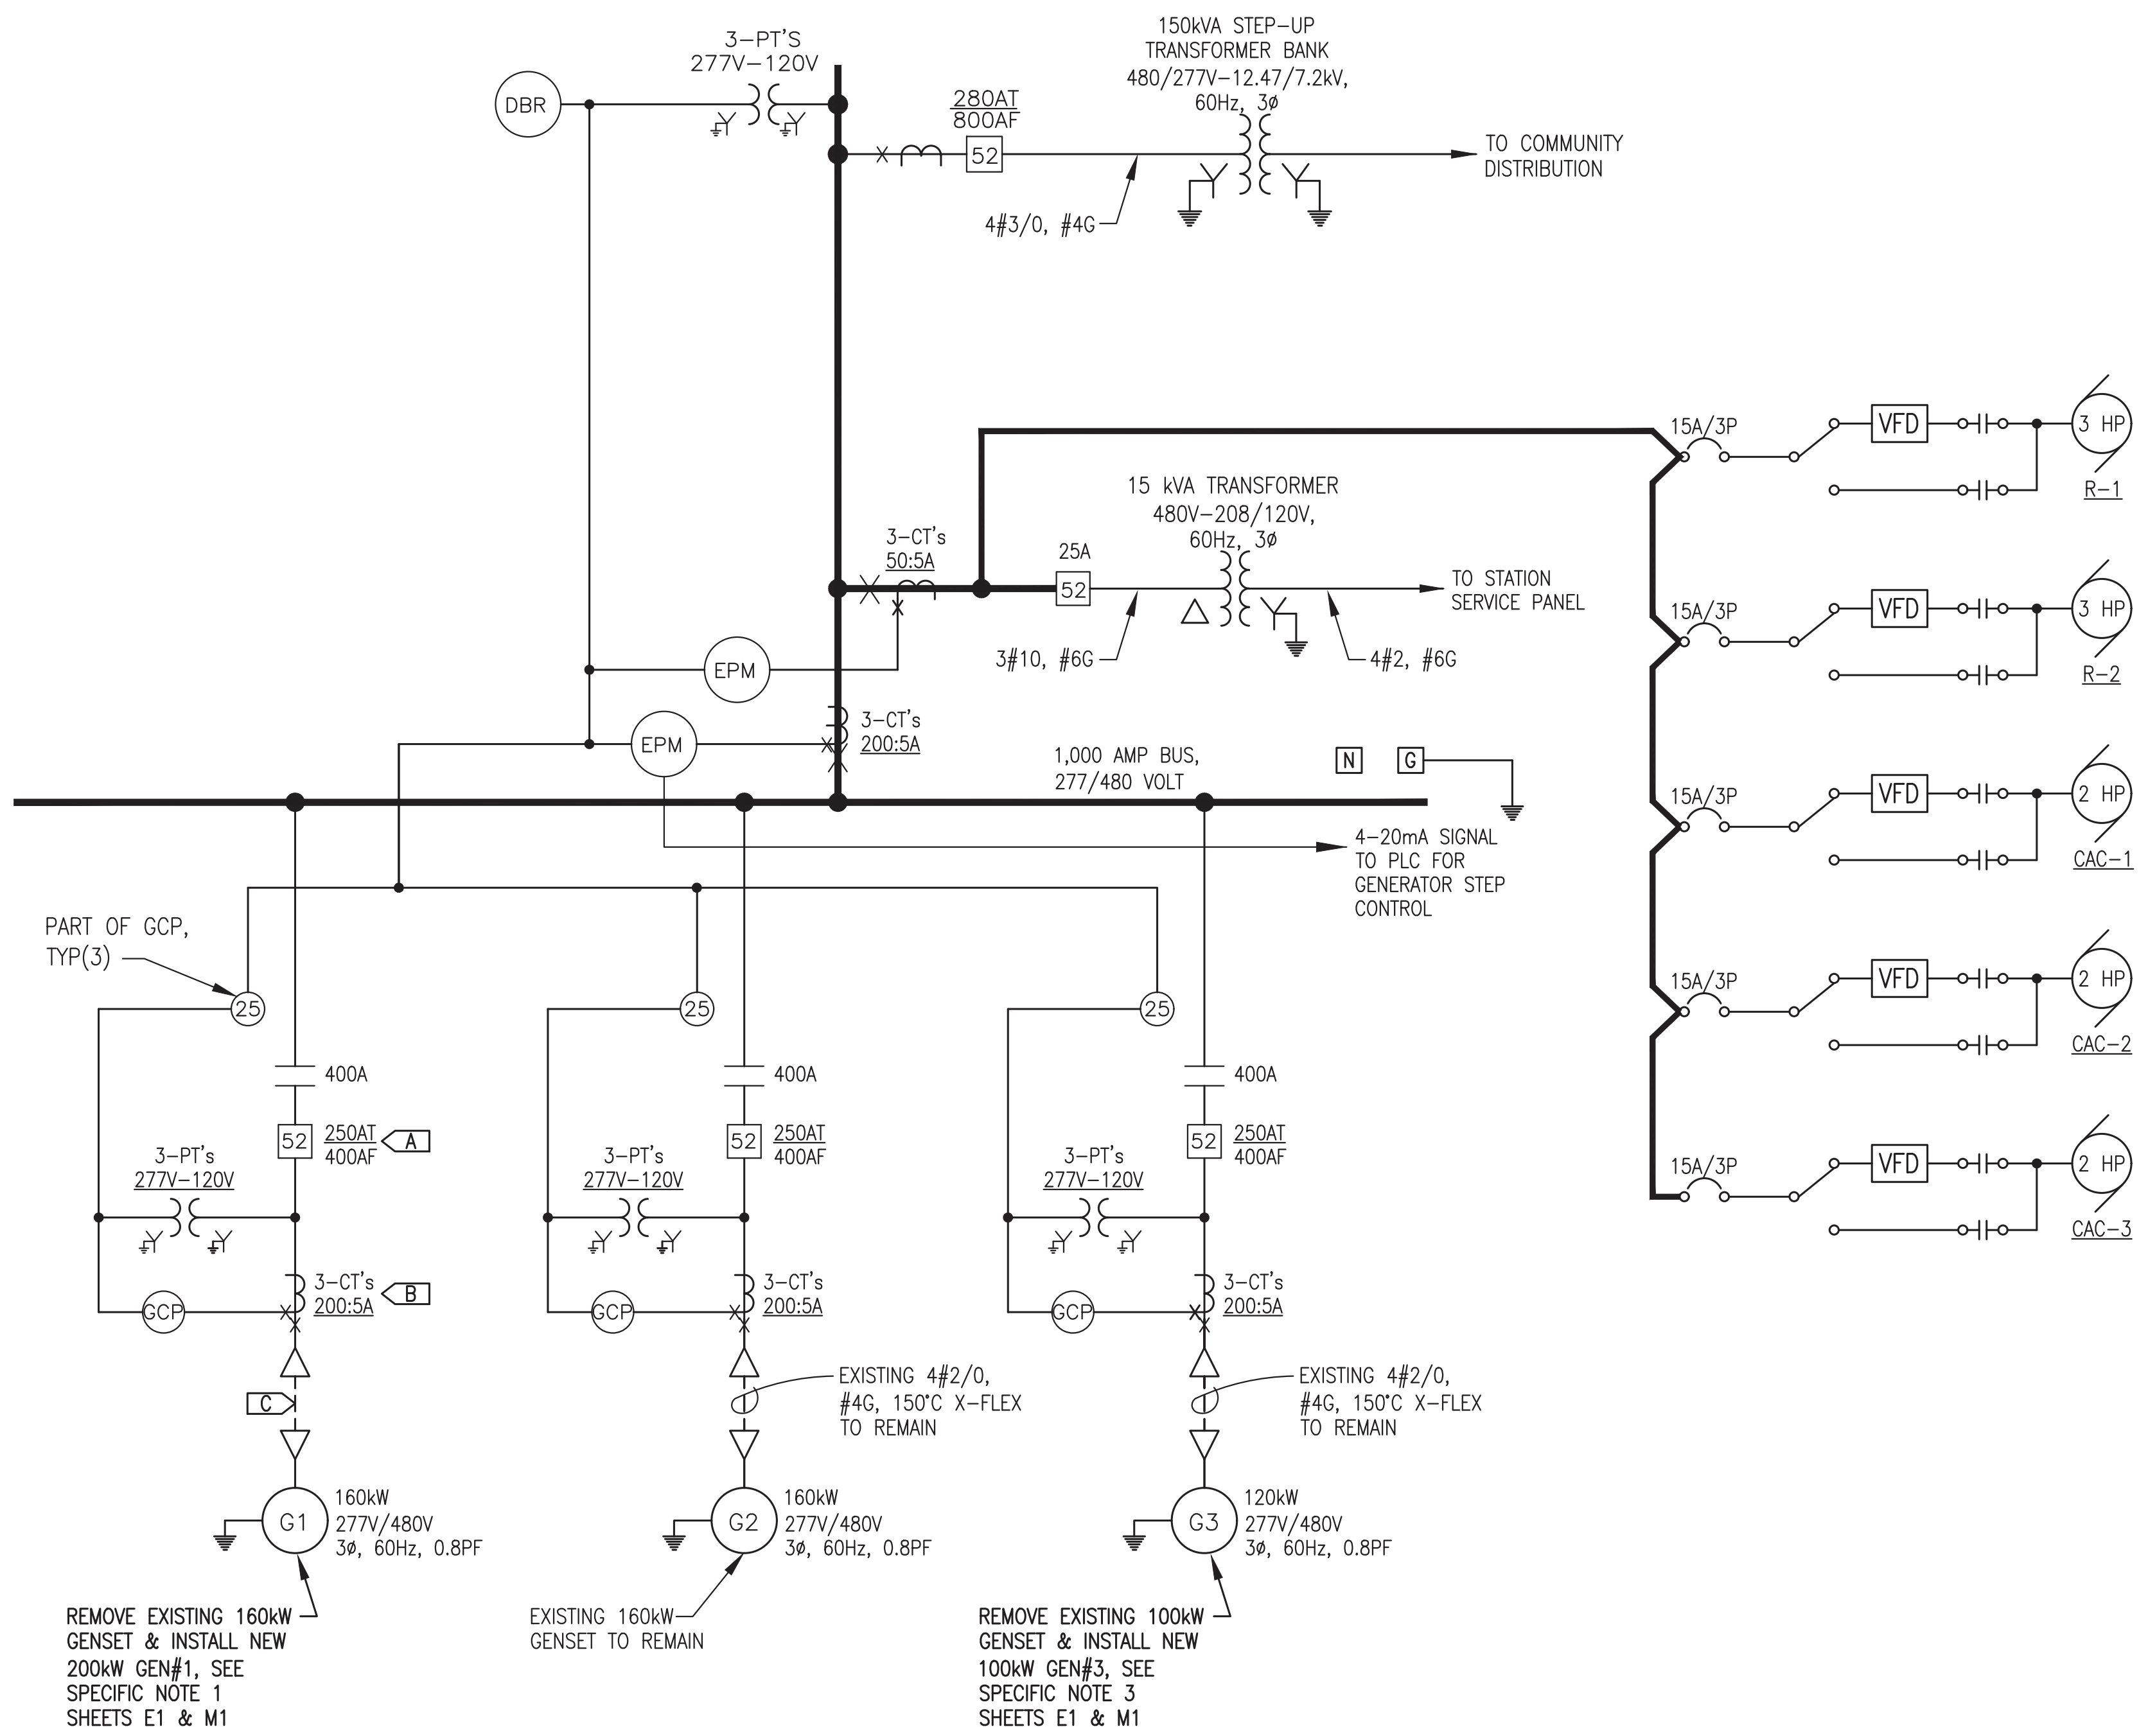 3-PT'S
277V-120V
DBR
150kVA STEP-UP
TRANSFORMER BANK
480/277V-12.47/7.2kV,
60Hz, 3ø
280AT
800AF
52
TO COMMUNITY
DISTRIBUTION
4#3/0, #4G
15A/3P
VFD
3 HP
R-1
15 kVA TRANSFORMER
480V-208/120V,
60Hz, 3ø
3-CT's
50:5A
25A
52
TO STATION
SERVICE PANEL
3#10, #6G
4#2, #6G
15A/3P
VFD
3 HP
R-2
EPM
EPM
3-CT's
200:5A
1,000 AMP BUS,
277/480 VOLT
N
G
15A/3P
VFD
2 HP
CAC-1
4-20mA SIGNAL
TO PLC FOR
GENERATOR STEP
CONTROL
15A/3P
VFD
2 HP
CAC-2
15A/3P
VFD
2 HP
CAC-3
PART OF GCP,
TYP(3)
25
25
25
400A
400A
400A
52
250AT
400AF
A
52
250AT
400AF
52
250AT
400AF
3-PT's
277V-120V
3-PT's
277V-120V
3-PT's
277V-120V
GCP
3-CT's
200:5A
B
GCP
3-CT's
200:5A
GCP
3-CT's
200:5A
C
EXISTING 4#2/0,
#4G, 150°C X-FLEX
TO REMAIN
EXISTING 4#2/0,
#4G, 150°C X-FLEX
TO REMAIN
G1
160kW
277V/480V
3ø, 60Hz, 0.8PF
G2
160kW
277V/480V
3ø, 60Hz, 0.8PF
G3
120kW
277V/480V
3ø, 60Hz, 0.8PF
REMOVE EXISTING 160kW
GENSET & INSTALL NEW
200kW GEN#1, SEE
SPECIFIC NOTE 1
SHEETS E1 & M1
EXISTING 160kW
GENSET TO REMAIN
REMOVE EXISTING 100kW
GENSET & INSTALL NEW
100kW GEN#3, SEE
SPECIFIC NOTE 3
SHEETS E1 & M1